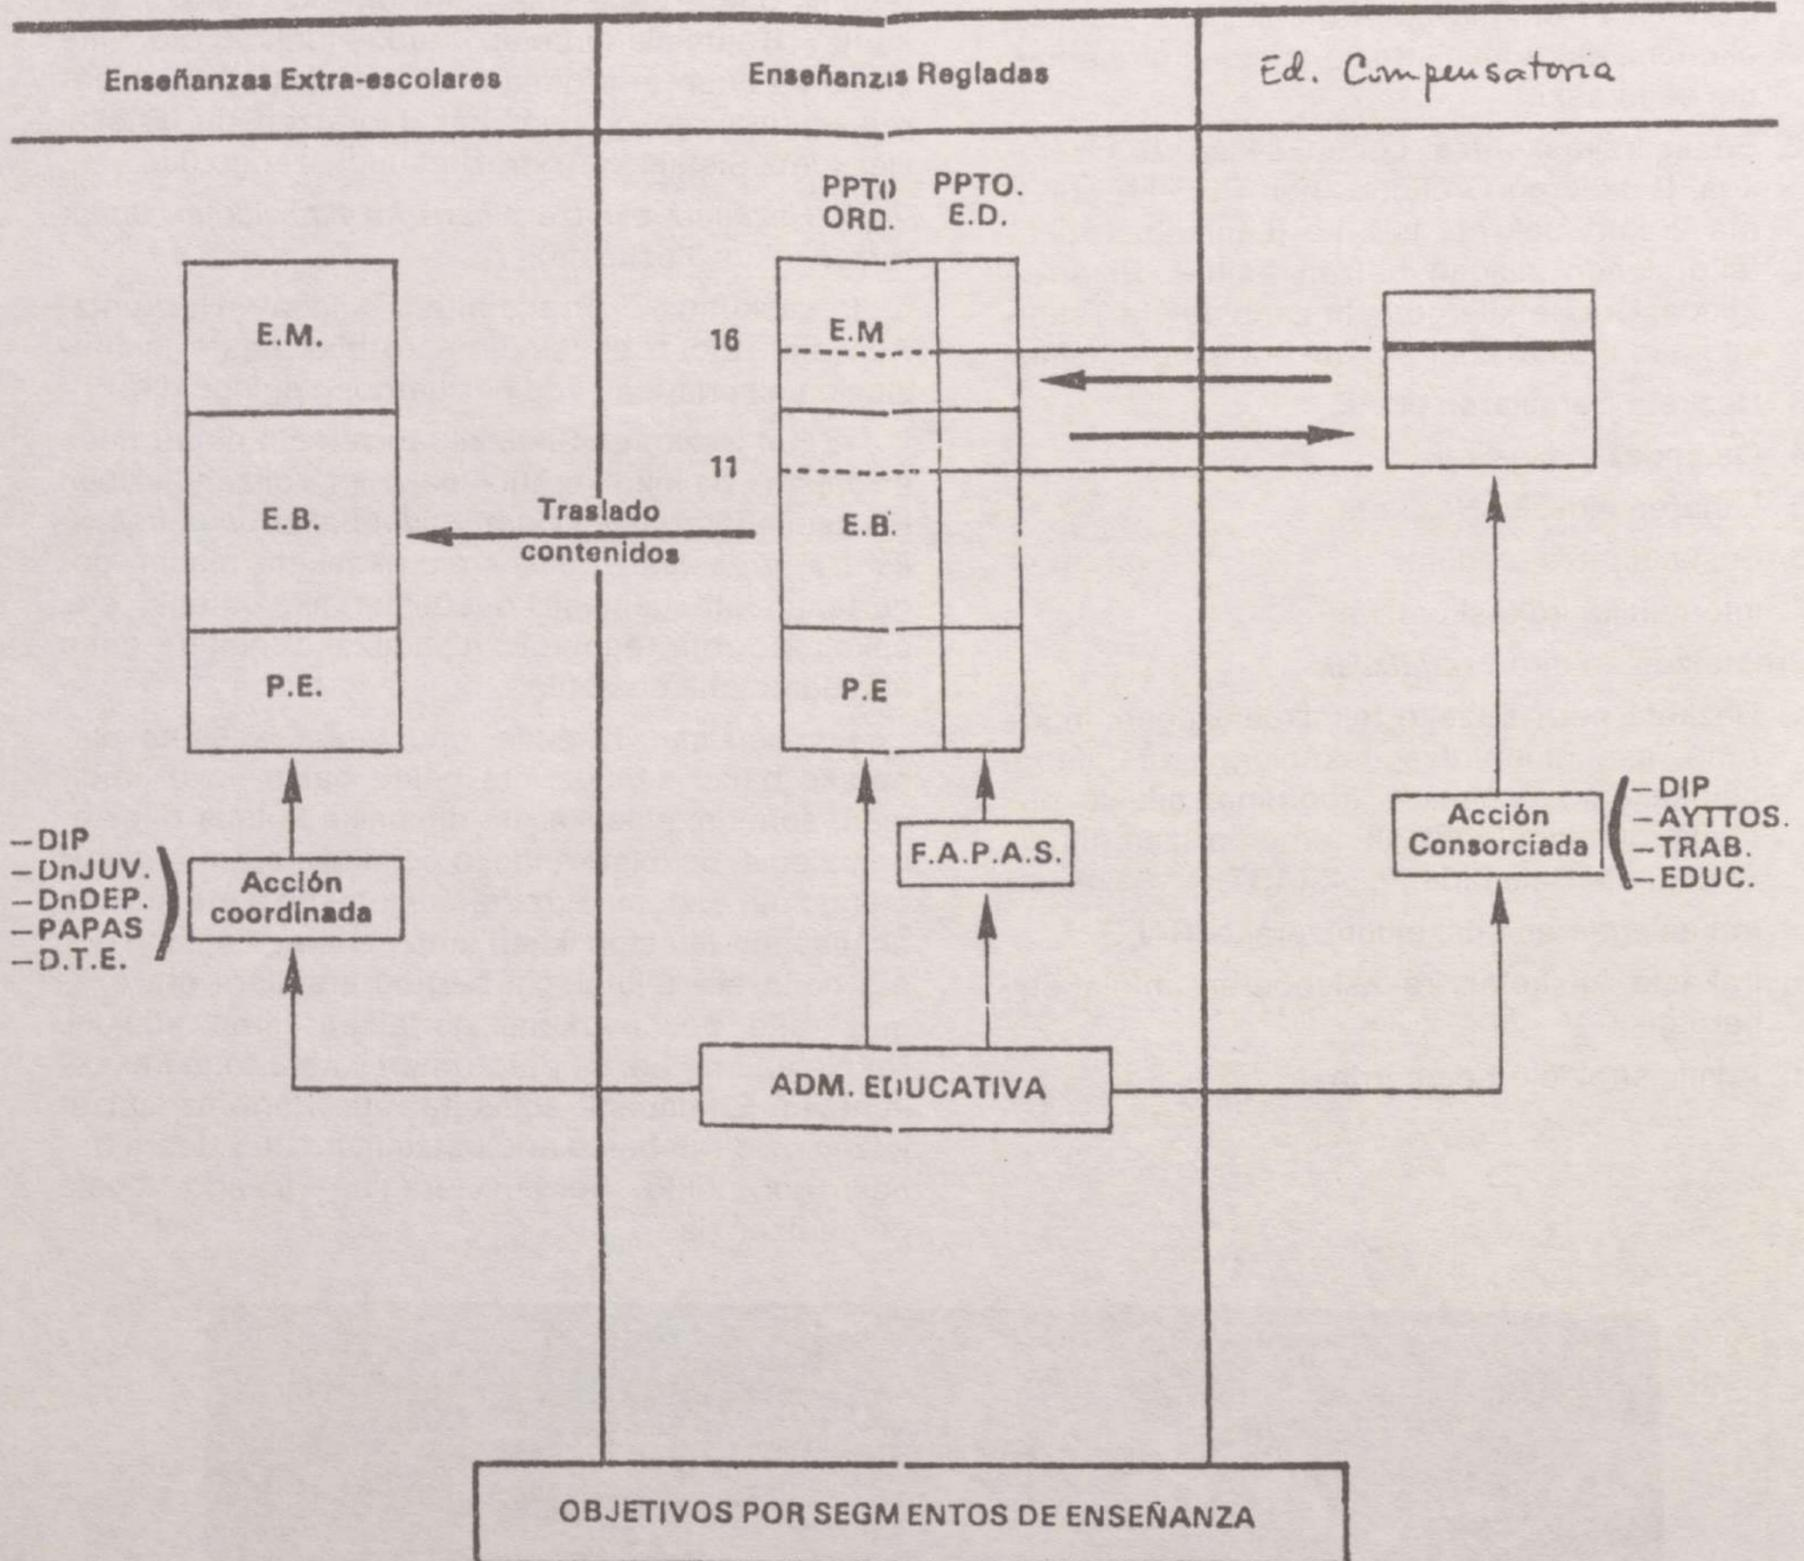 Enseñanzas Extra-escolares
Enseñanzas Regladas
Ed. Compensatoria
PPTO
ORD.
PPTO.
E.D.
E.M.
E.B.
P.E.
16
11
E.M
E.B.
P.E
Traslado
contenidos
—DIP
—DnJUV.
—DnDEP.
—PAPAS
—D.T.E.
Acción
coordinada
F.A.P.A.S.
Acción
Consorciada
—DIP
—AYTTOS.
—TRAB.
—EDUC.
ADM. EDUCATIVA
OBJETIVOS POR SEGMENTOS DE ENSEÑANZA